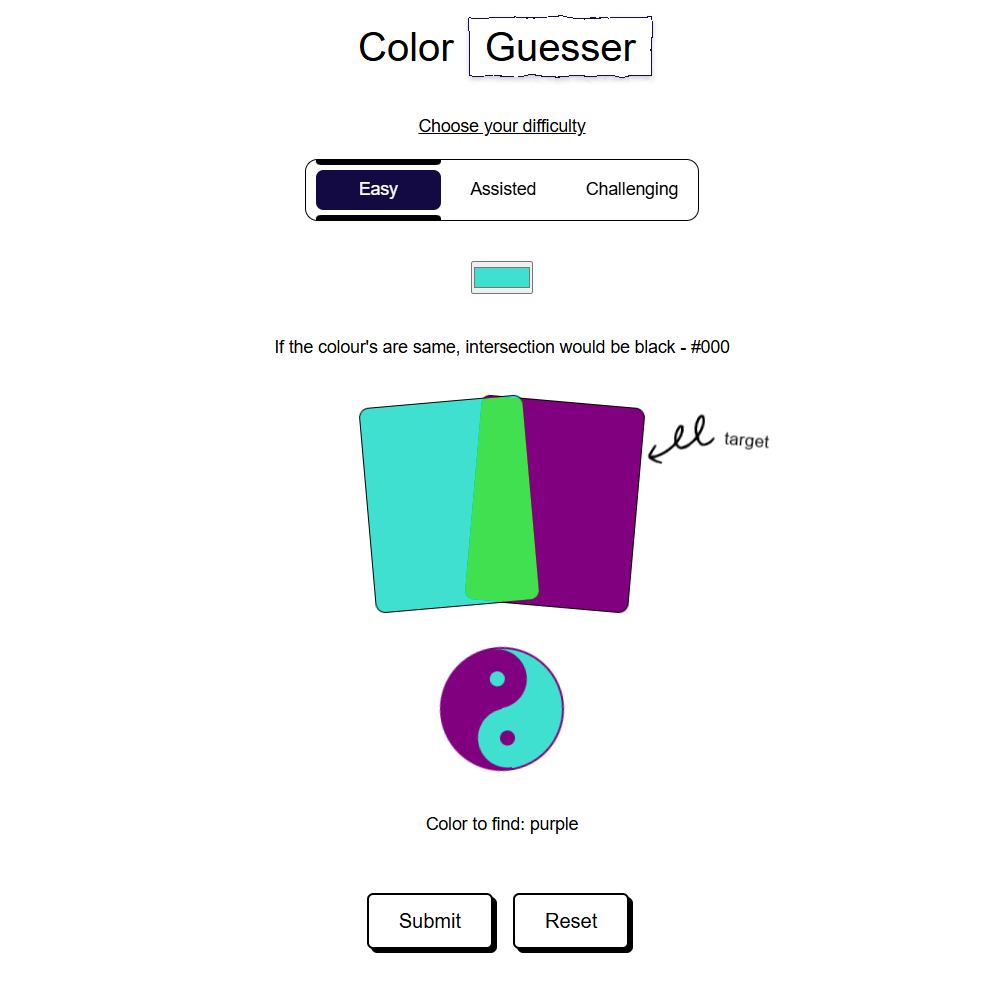 Color Guesser
Choose your difficulty
Easy Assisted Challenging
If the colour's are same, intersection would be black - #000
target
Color to find: purple
Submit Reset